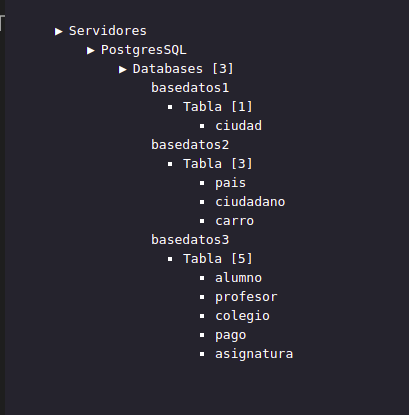 ▶ Servidores
▶ PostgresSQL
▶ Databases [3]
basedatos1
▪ Tabla [1]
▪ ciudad
basedatos2
▪ Tabla [3]
▪ pais
▪ ciudadano
▪ carro
basedatos3
▪ Tabla [5]
▪ alumno
▪ profesor
▪ colegio
▪ pago
▪ asignatura